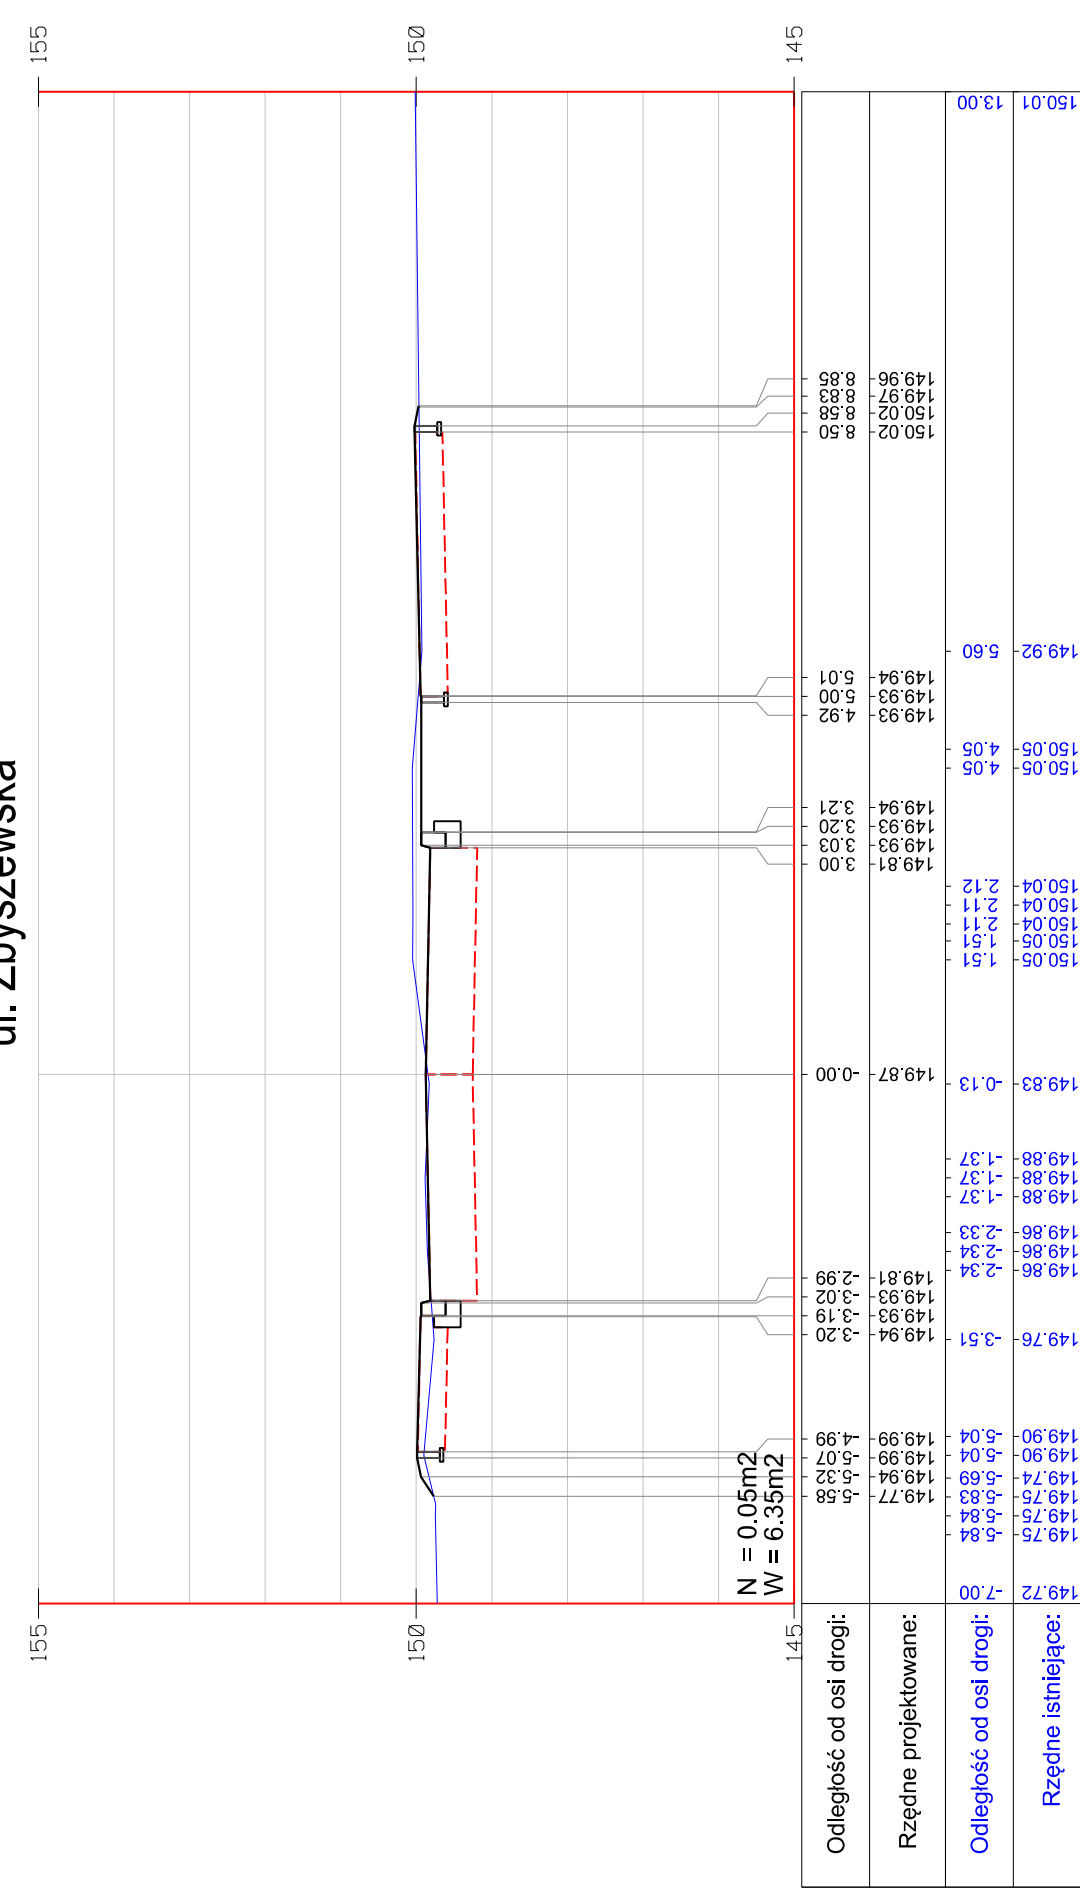 ul. Zbyszewska
155
150
145
155
150
145
N = 0.05m2
W = 6.35m2
Odległość od osi drogi:
-5.58 -5.32 -5.07 -4.99 -3.20 -3.19 -3.02 -2.99 -0.00 3.00 3.03 3.20 3.21 4.92 5.00 5.01 8.50 8.58 8.83 8.85
Rzędne projektowane:
149.77 149.94 149.99 149.99 149.94 149.93 149.93 149.81 149.87 149.81 149.93 149.93 149.94 149.93 149.93 149.94 150.02 150.02 149.97 149.96
Odległość od osi drogi:
-7.00 -5.84 -5.84 -5.83 -5.69 -5.04 -5.04 -3.51 -2.34 -2.34 -2.33 -1.37 -1.37 -1.37 -0.13 1.51 1.51 2.11 2.11 2.12 4.05 4.05 5.60 13.00
Rzędne istniejące:
149.72 149.75 149.75 149.75 149.74 149.90 149.90 149.76 149.86 149.86 149.86 149.88 149.88 149.88 149.83 150.05 150.05 150.04 150.04 150.04 150.05 150.05 149.92 150.01